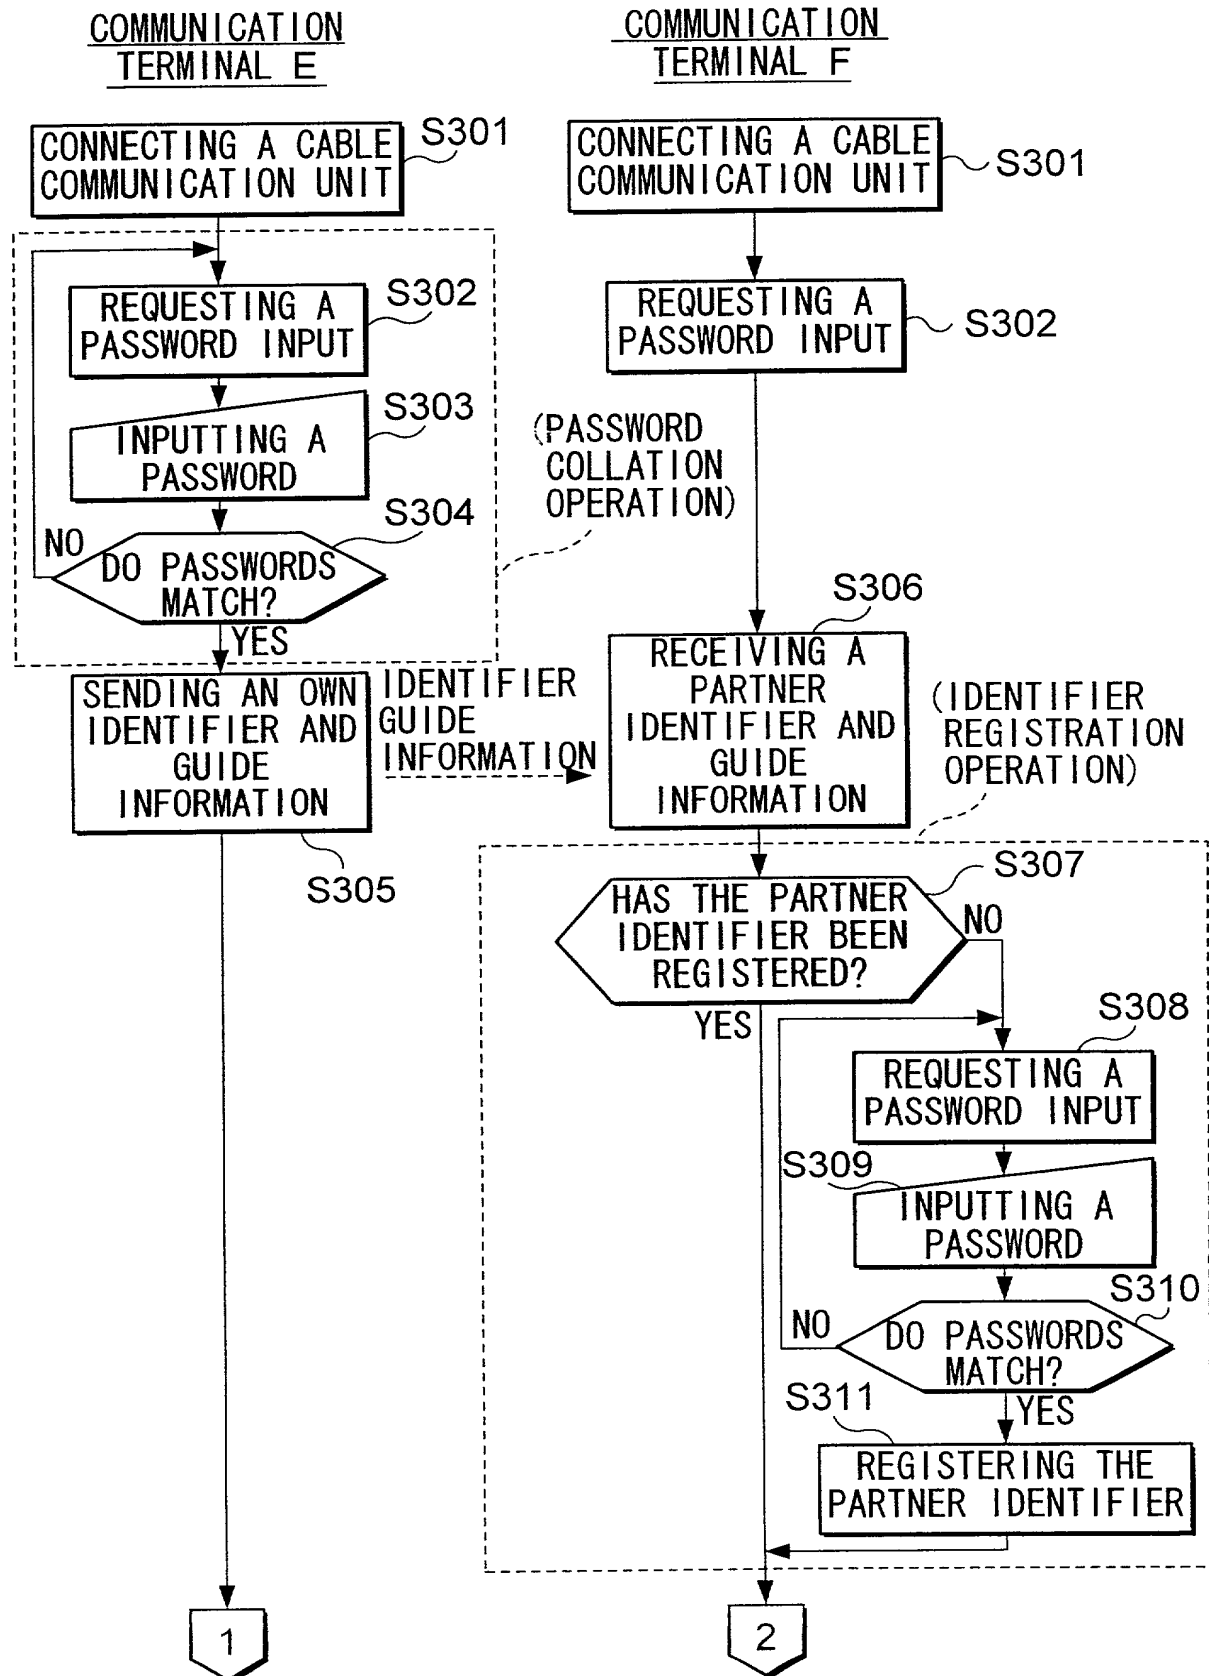 COMMUNICATION
TERMINAL E
COMMUNICATION
TERMINAL F
CONNECTING A CABLE
COMMUNICATION UNIT
S301
CONNECTING A CABLE
COMMUNICATION UNIT
S301
REQUESTING A
PASSWORD INPUT
S302
REQUESTING A
PASSWORD INPUT
S302
INPUTTING A
PASSWORD
S303
(PASSWORD
COLLATION
OPERATION)
DO PASSWORDS
MATCH?
S304
NO
YES
SENDING AN OWN
IDENTIFIER AND
GUIDE
INFORMATION
S305
IDENTIFIER
GUIDE
INFORMATION
S306
RECEIVING A
PARTNER
IDENTIFIER AND
GUIDE
INFORMATION
(IDENTIFIER
REGISTRATION
OPERATION)
S307
HAS THE PARTNER
IDENTIFIER BEEN
REGISTERED?
NO
YES
S308
REQUESTING A
PASSWORD INPUT
S309
INPUTTING A
PASSWORD
S310
DO PASSWORDS
MATCH?
NO
YES
S311
REGISTERING THE
PARTNER IDENTIFIER
1
2